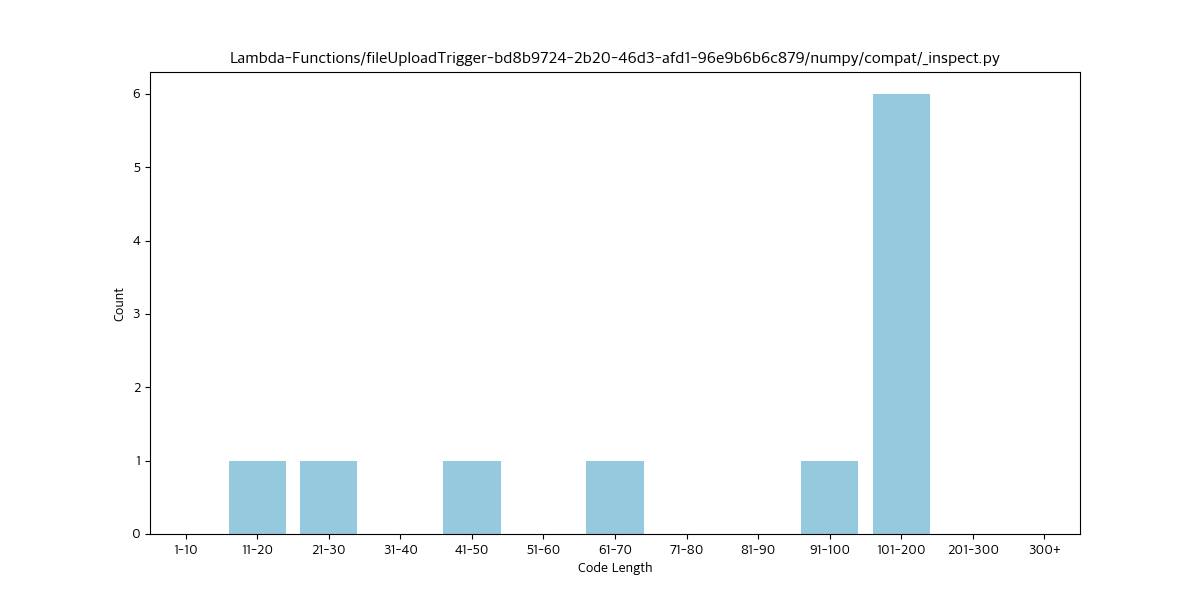 Lambda-Functions/fileUploadTrigger-bd8b9724-2b20-46d3-afd1-96e9b6b6c879/numpy/compat/_inspect.py
6
5
4
3
2
1
0
Count
1-10 11-20 21-30 31-40 41-50 51-60 61-70 71-80 81-90 91-100 101-200 201-300 300+
Code Length